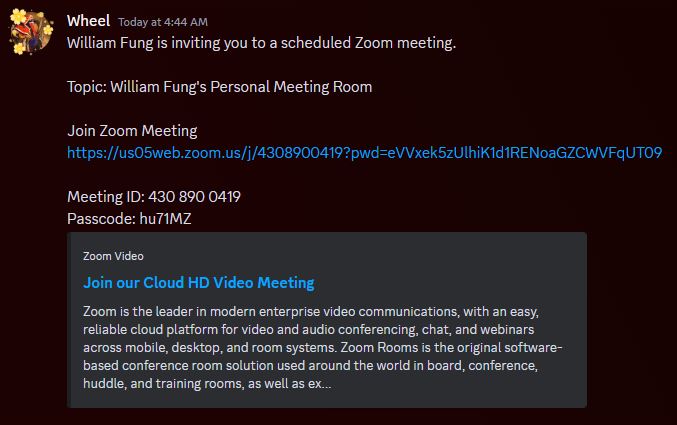 Wheel Today at 4:44 AM
William Fung is inviting you to a scheduled Zoom meeting.
Topic: William Fung's Personal Meeting Room
Join Zoom Meeting
https://us05web.zoom.us/j/4308900419?pwd=eVVxek5zUlhiK1d1RENoaGZCWVFqUT09
Meeting ID: 430 890 0419
Passcode: hu71MZ
Zoom Video
Join our Cloud HD Video Meeting
Zoom is the leader in modern enterprise video communications, with an easy,
reliable cloud platform for video and audio conferencing, chat, and webinars
across mobile, desktop, and room systems. Zoom Rooms is the original software-
based conference room solution used around the world in board, conference,
huddle, and training rooms, as well as ex...